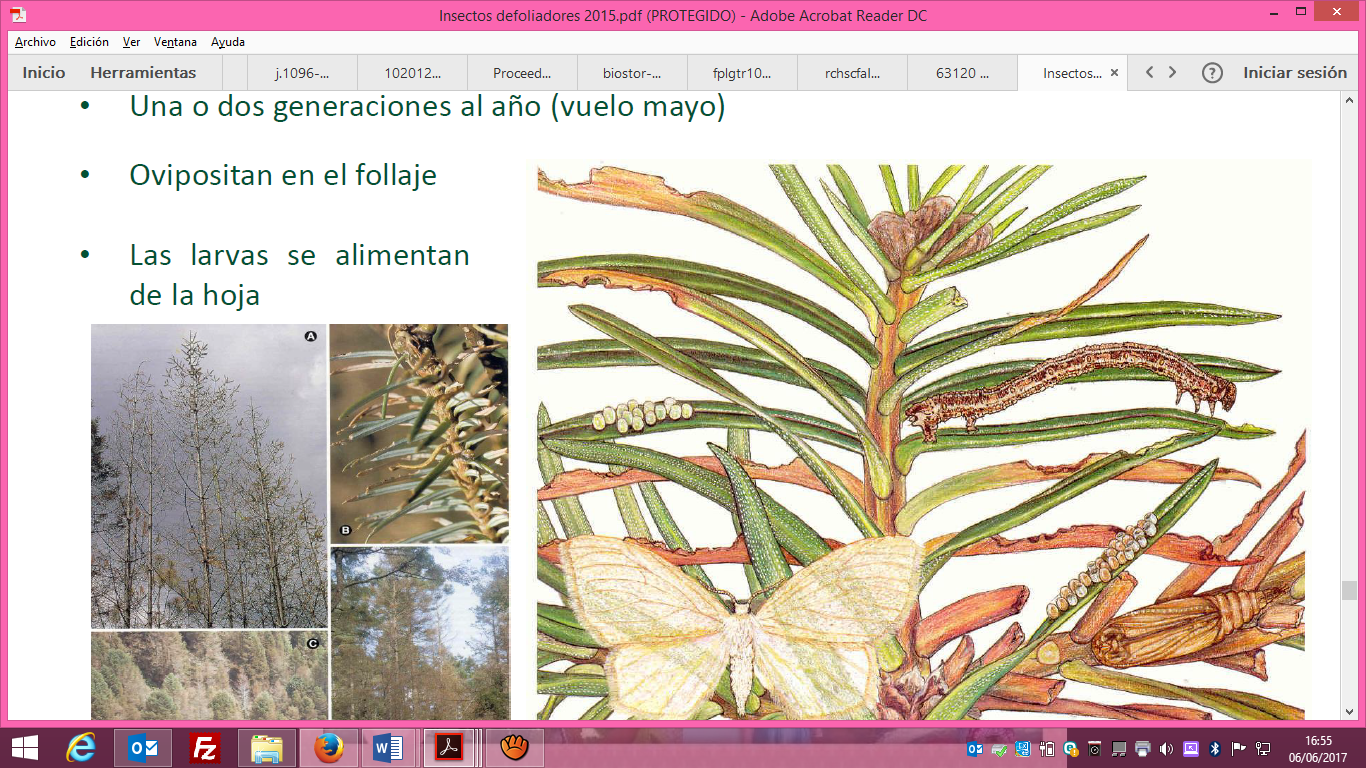 Insectos defoliadores 2015.pdf (PROTEGIDO) - Adobe Acrobat Reader DC
Archivo Edición Ver Ventana Ayuda
Inicio Herramientas j.1096-... 102012... Proceed... biostor-... fplgtr10... rchscfal... 63120 ... Insectos... × ? Iniciar sesión
• Una o dos generaciones al año (vuelo mayo)
• Ovipositan en el follaje
• Las larvas se alimentan
de la hoja
A
B
C
16:55
06/06/2017